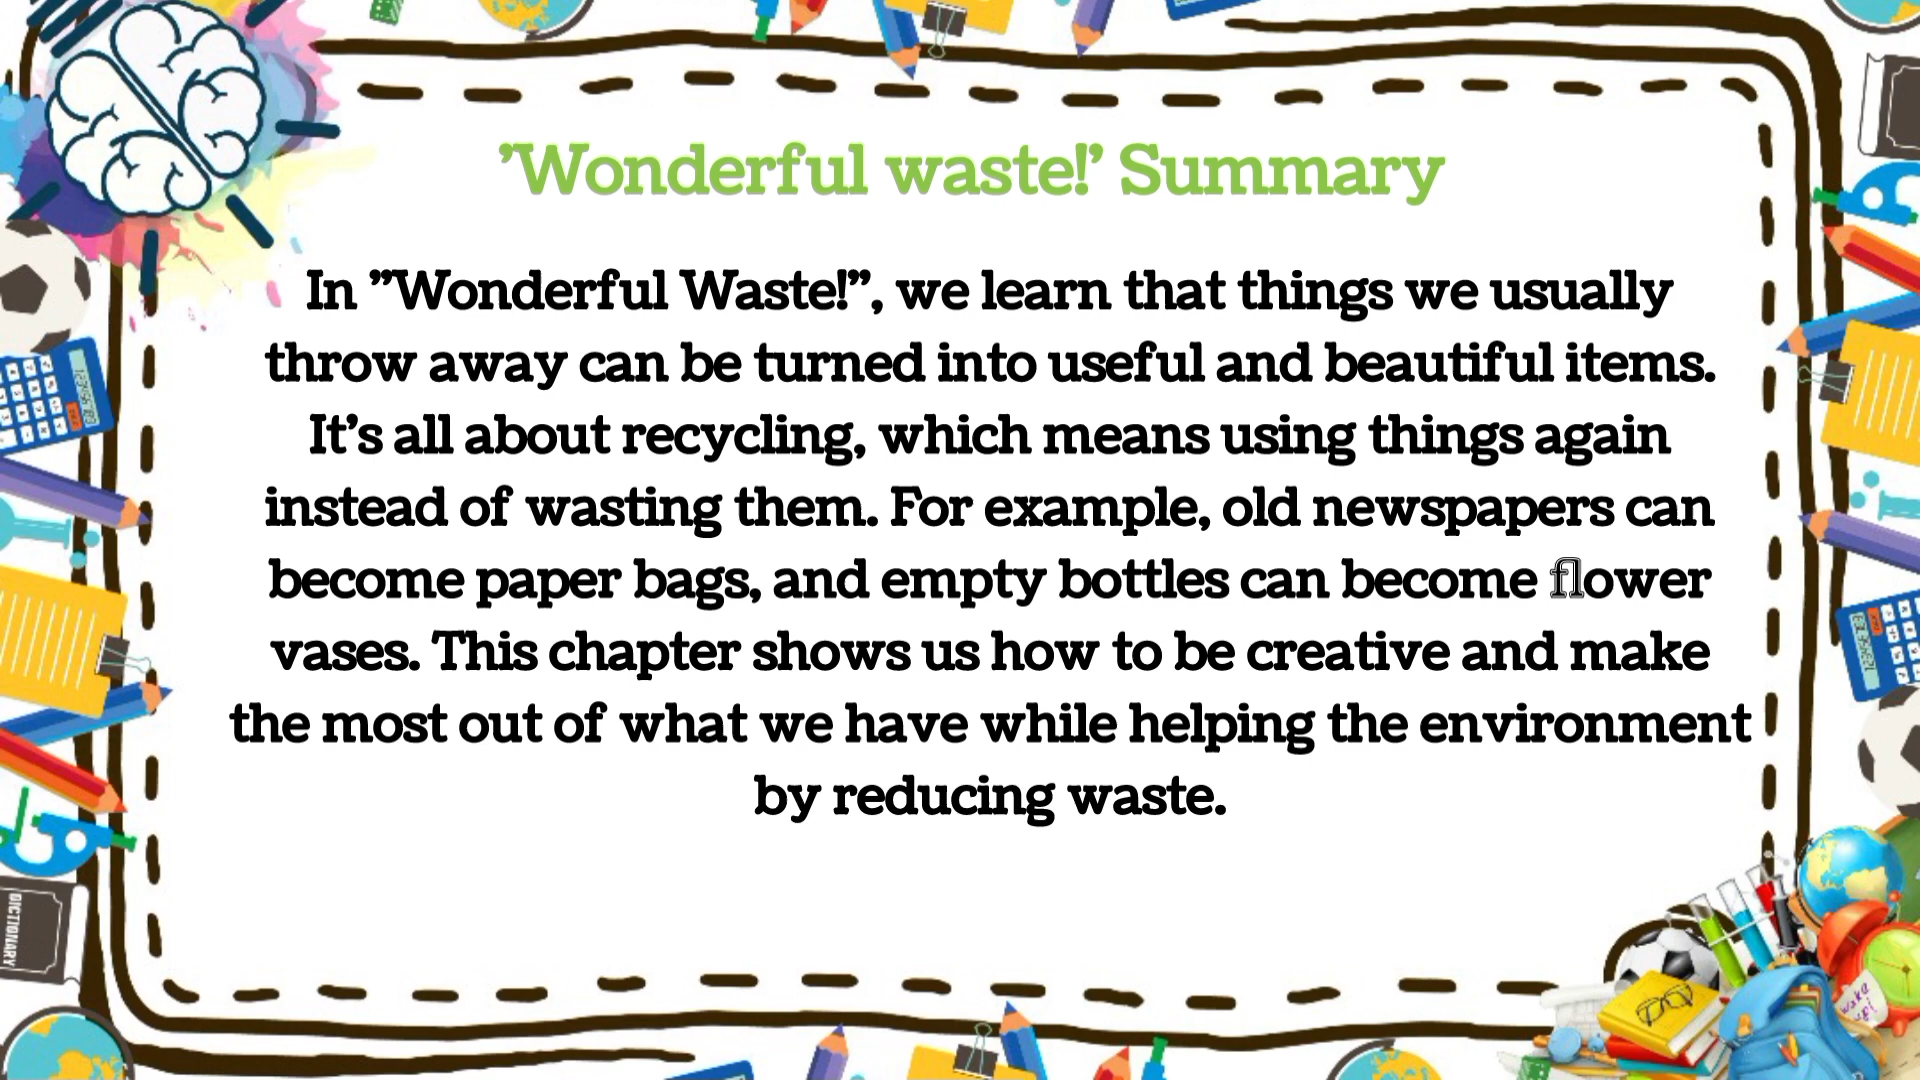 ’Wonderful waste!’ Summary
In ”Wonderful Waste!”, we learn that things we usually
throw away can be turned into useful and beautiful items.
It’s all about recycling, which means using things again
instead of wasting them. For example, old newspapers can
become paper bags, and empty bottles can become flower
vases. This chapter shows us how to be creative and make
the most out of what we have while helping the environment
by reducing waste.
DICTIONARY
wake
up!